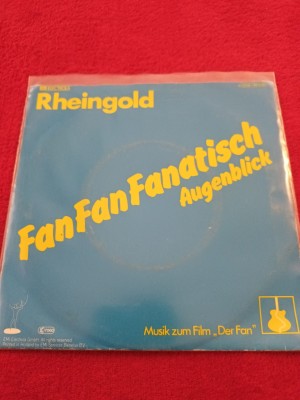 Rheingold
FanFanFanatisch
Augenblick
Musik zum Film „Der Fan“